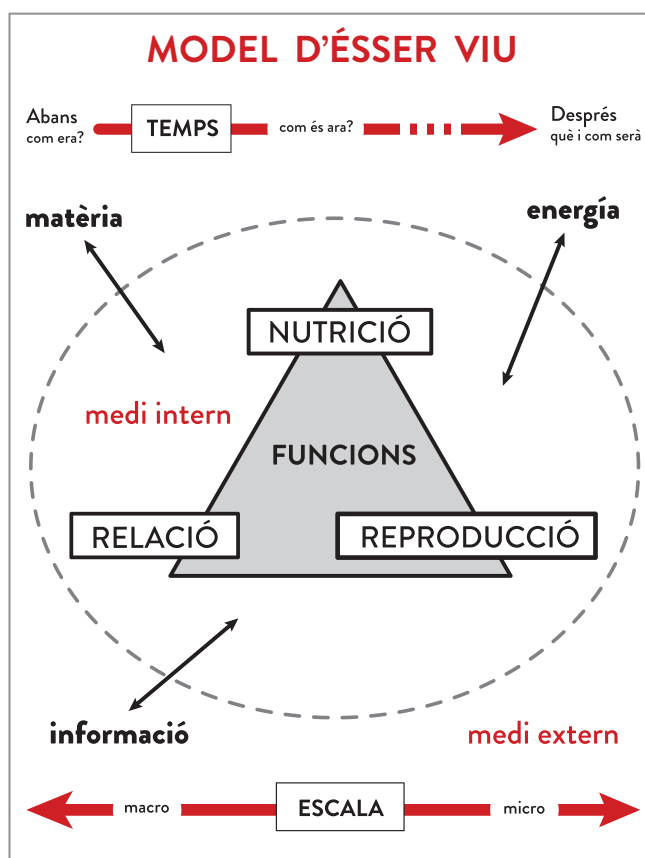 MODEL D'ÉSSER VIU
Abans
com era?
TEMPS
com és ara?
Després
què i com serà
matèria
energía
NUTRICIÓ
medi intern
FUNCIONS
RELACIÓ
REPRODUCCIÓ
informació
medi extern
macro
ESCALA
micro